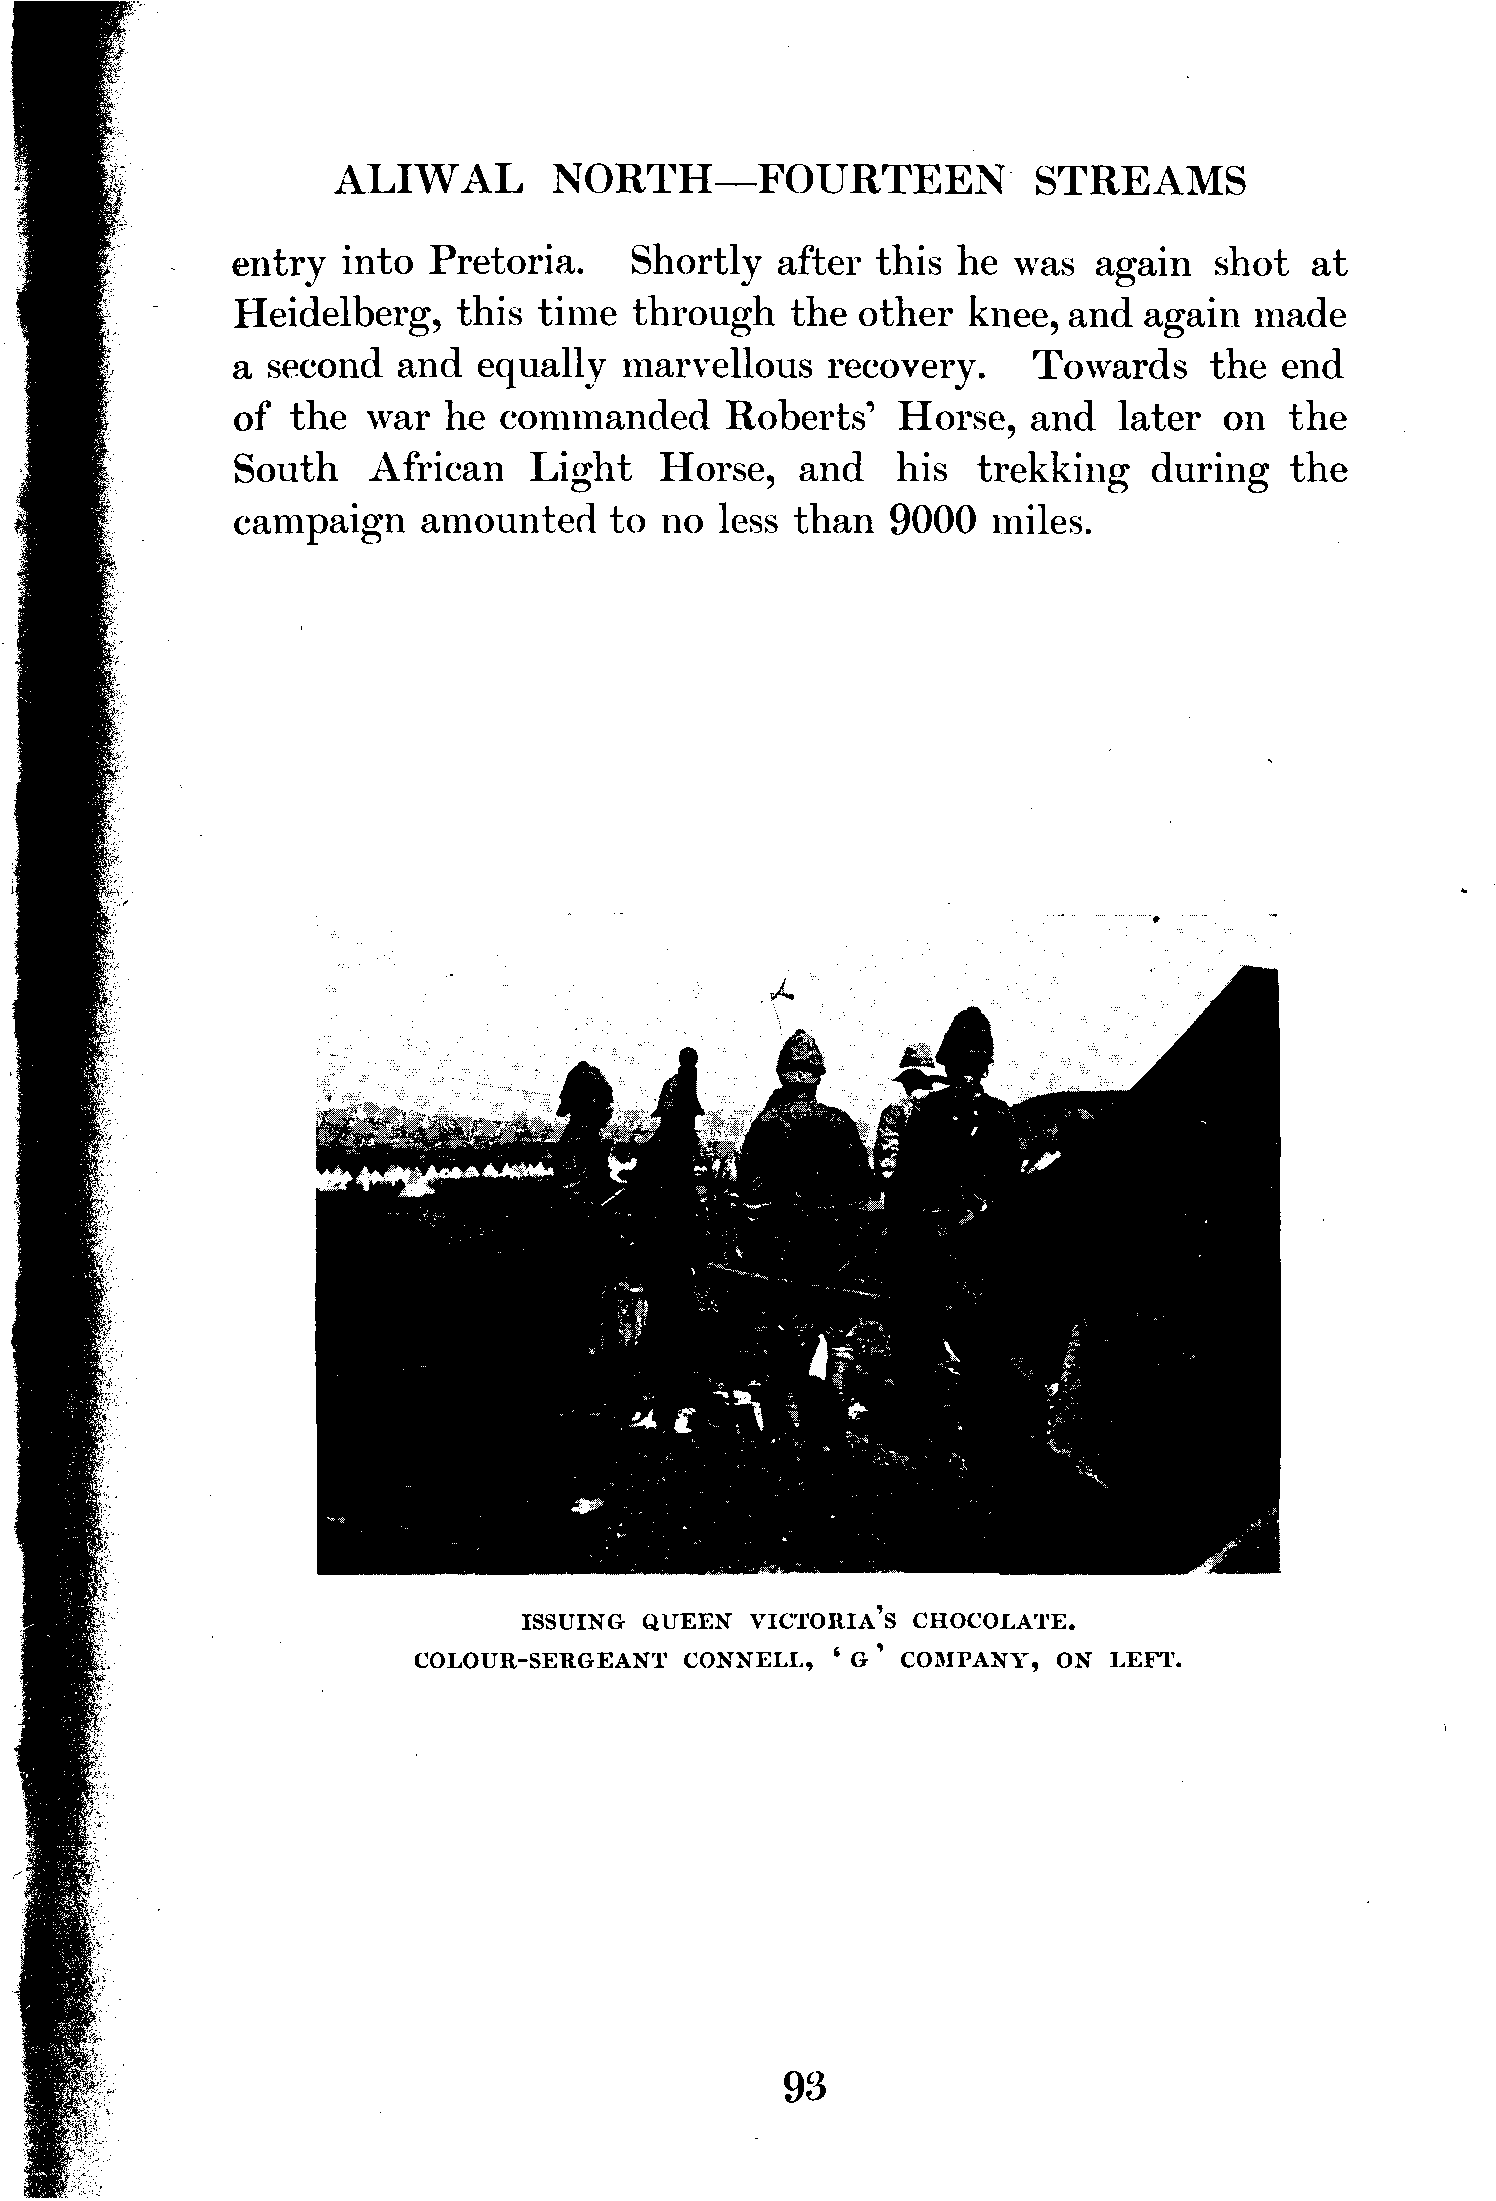 ALIWAL NORTH—FOURTEEN STREAMS
entry into Pretoria. Shortly after this he was again shot at
Heidelberg, this time through the other knee, and again made
a second and equally marvellous recovery. Towards the end
of the war he commanded Roberts’ Horse, and later on the
South African Light Horse, and his trekking during the
campaign amounted to no less than 9000 miles.
ISSUING QUEEN VICTORIA’S CHOCOLATE.
COLOUR-SERGEANT CONNELL, ‘G’ COMPANY, ON LEFT.
93